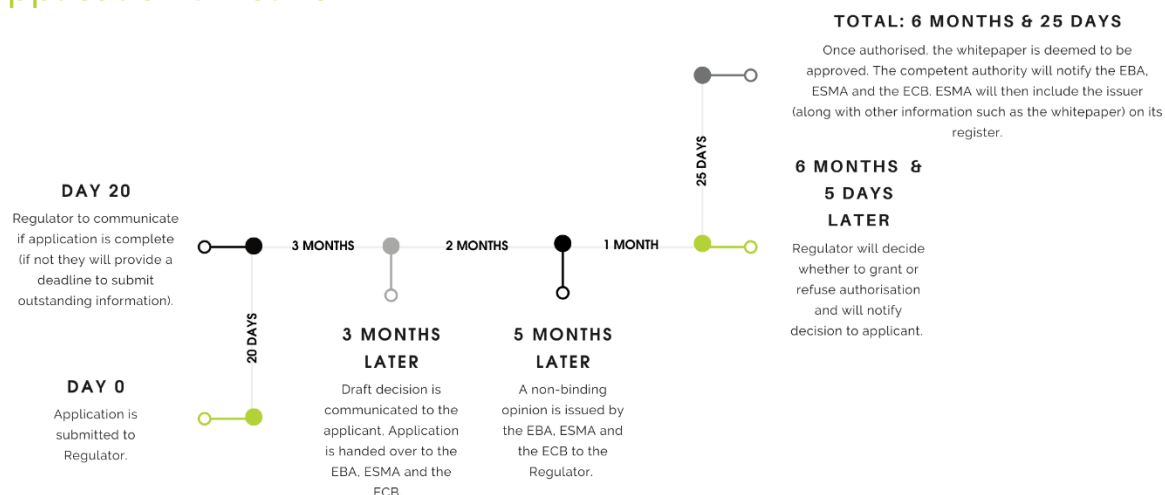 TOTAL: 6 MONTHS & 25 DAYS
Once authorised, the whitepaper is deemed to be
approved. The competent authority will notify the EBA,
ESMA and the ECB. ESMA will then include the issuer
(along with other information such as the whitepaper) on its
register.
25 DAYS
6 MONTHS &
5 DAYS
LATER
Regulator will decide
whether to grant or
refuse authorisation
and will notify
decision to applicant.
DAY 20
Regulator to communicate
if application is complete
(if not they will provide a
deadline to submit
outstanding information).
3 MONTHS
2 MONTHS
1 MONTH
20 DAYS
DAY 0
Application is
submitted to
Regulator.
3 MONTHS
LATER
Draft decision is
communicated to the
applicant. Application
is handed over to the
EBA, ESMA and the
ECB
5 MONTHS
LATER
A non-binding
opinion is issued by
the EBA, ESMA and
the ECB to the
Regulator.